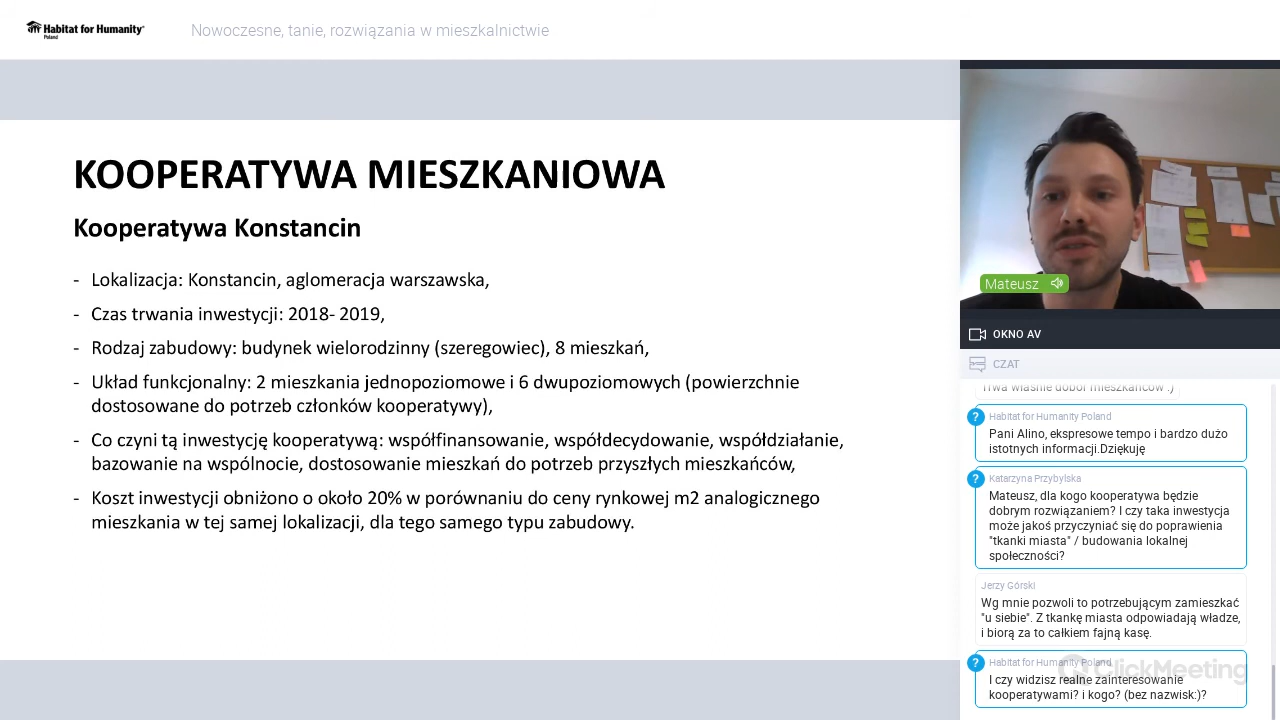 Habitat for Humanity®
Poland
Nowoczesne, tanie, rozwiązania w mieszkalnictwie
KOOPERATYWA MIESZKANIOWA
Kooperatywa Konstancin
- Lokalizacja: Konstancin, aglomeracja warszawska,
- Czas trwania inwestycji: 2018- 2019,
- Rodzaj zabudowy: budynek wielorodzinny (szeregowiec), 8 mieszkań,
- Układ funkcjonalny: 2 mieszkania jednopoziomowe i 6 dwupoziomowych (powierzchnie
dostosowane do potrzeb członków kooperatywy),
- Co czyni tą inwestycję kooperatywą: współfinansowanie, współdecydowanie, współdziałanie,
bazowanie na wspólnocie, dostosowanie mieszkań do potrzeb przyszłych mieszkańców,
- Koszt inwestycji obniżono o około 20% w porównaniu do ceny rynkowej m2 analogicznego
mieszkania w tej samej lokalizacji, dla tego samego typu zabudowy.
Mateusz
OKNO AV
CZAT
Trwa właśnie dobór mieszkańców :)
?
Habitat for Humanity Poland
Pani Alino, ekspresowe tempo i bardzo dużo
istotnych informacji.Dziękuję
?
Katarzyna Przybylska
Mateusz, dla kogo kooperatywa będzie
dobrym rozwiązaniem? I czy taka inwestycja
może jakoś przyczyniać się do poprawienia
"tkanki miasta" / budowania lokalnej
społeczności?
Jerzy Górski
Wg mnie pozwoli to potrzebującym zamieszkać
"u siebie". Z tkankę miasta odpowiadają władze,
i biorą za to całkiem fajną kasę.
?
Habitat for Humanity Poland
ClickMeeting
I czy widzisz realne zainteresowanie
kooperatywami? i kogo? (bez nazwisk:)?